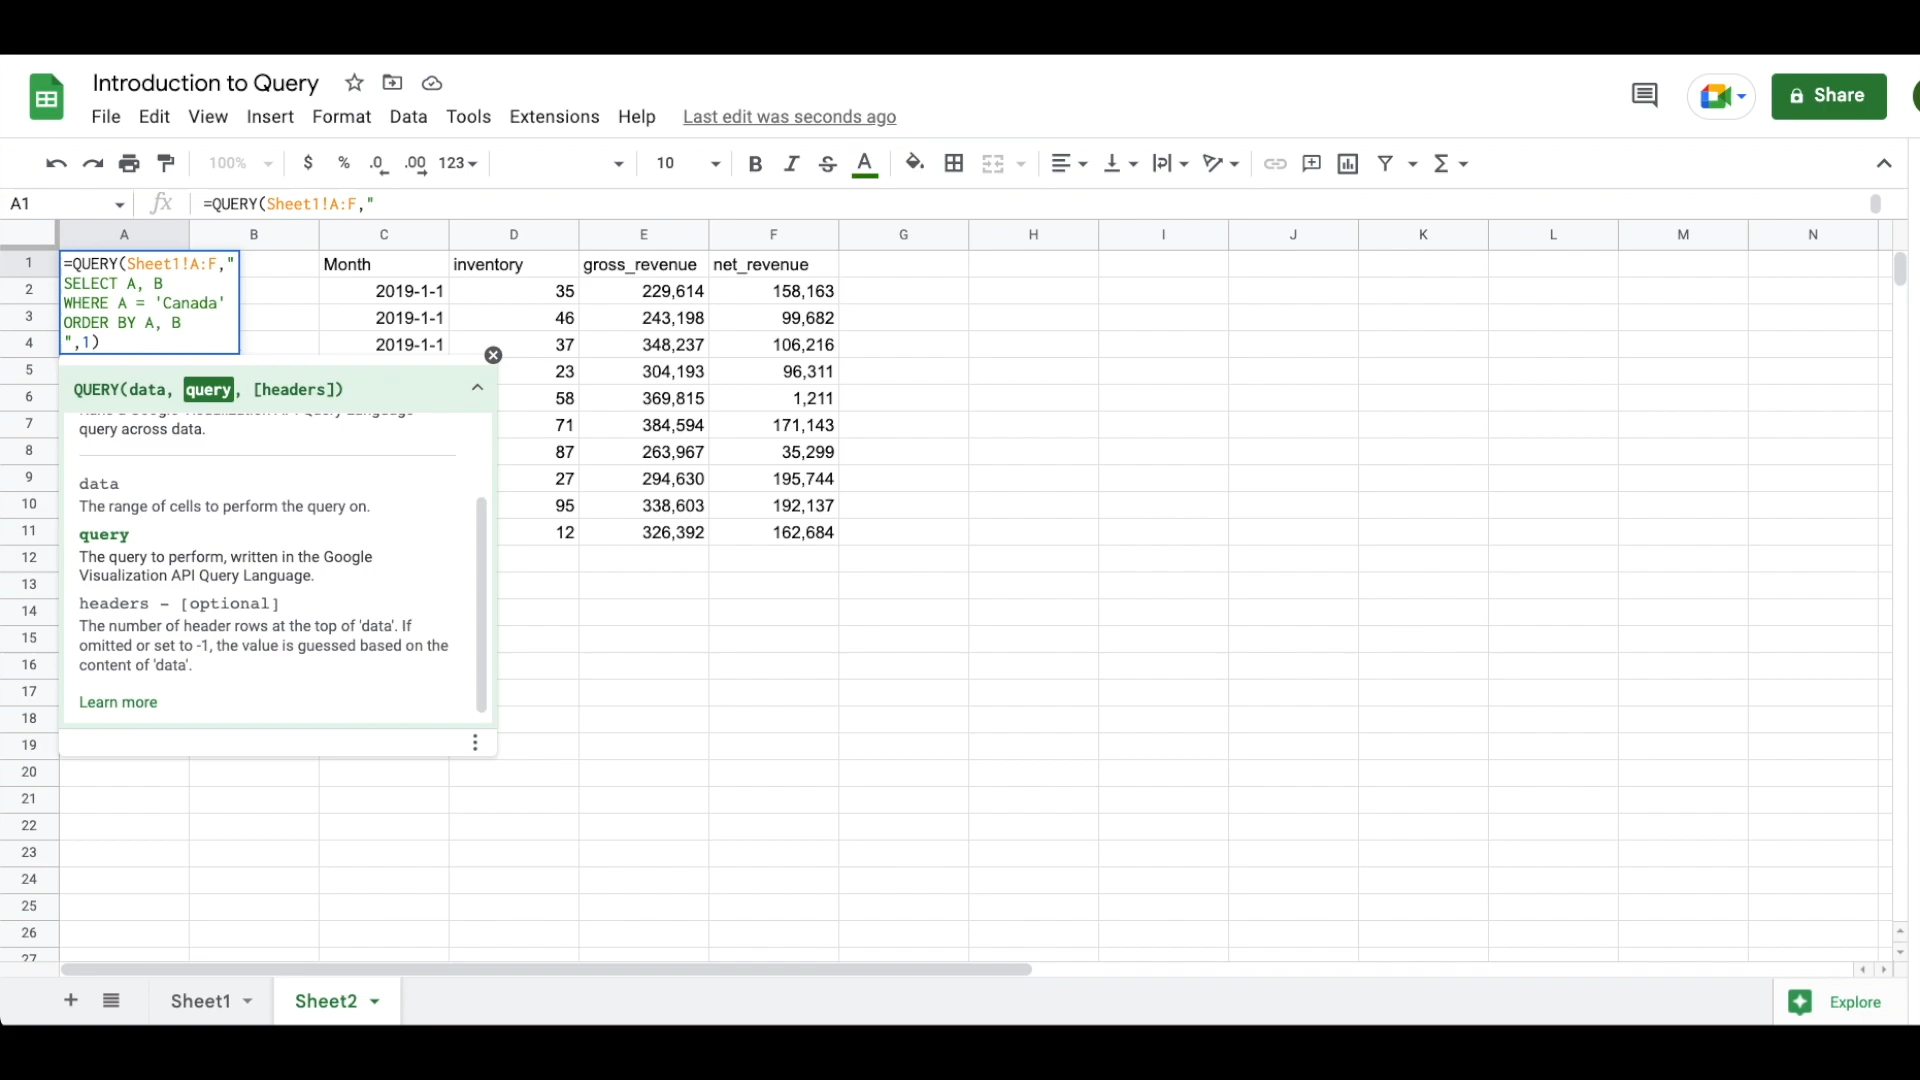 Introduction to Query
File Edit View Insert Format Data Tools Extensions Help Last edit was seconds ago
Share
100% $ % .0 .00 123 10 B I S A Σ
A1 fx =QUERY(Sheet1!A:F,"
A B C D E F G H I J K L M N
1 =QUERY(Sheet1!A:F," Month inventory gross_revenue net_revenue
SELECT A, B
2 2019-1-1 35 229,614 158,163
WHERE A = 'Canada'
3 2019-1-1 46 243,198 99,682
ORDER BY A, B
4 ",1) 2019-1-1 37 348,237 106,216
5 23 304,193 96,311
QUERY(data, query, [headers])
6 58 369,815 1,211
7 71 384,594 171,143
query across data.
8 87 263,967 35,299
9 27 294,630 195,744
data
10 95 338,603 192,137
The range of cells to perform the query on.
11 12 326,392 162,684
query
12
The query to perform, written in the Google
13
Visualization API Query Language.
14
headers - [optional]
15
The number of header rows at the top of 'data'. If
omitted or set to -1, the value is guessed based on the
16
content of 'data'.
17
Learn more
18
19
20
21
22
23
24
25
26
27
Sheet1 Sheet2 Explore